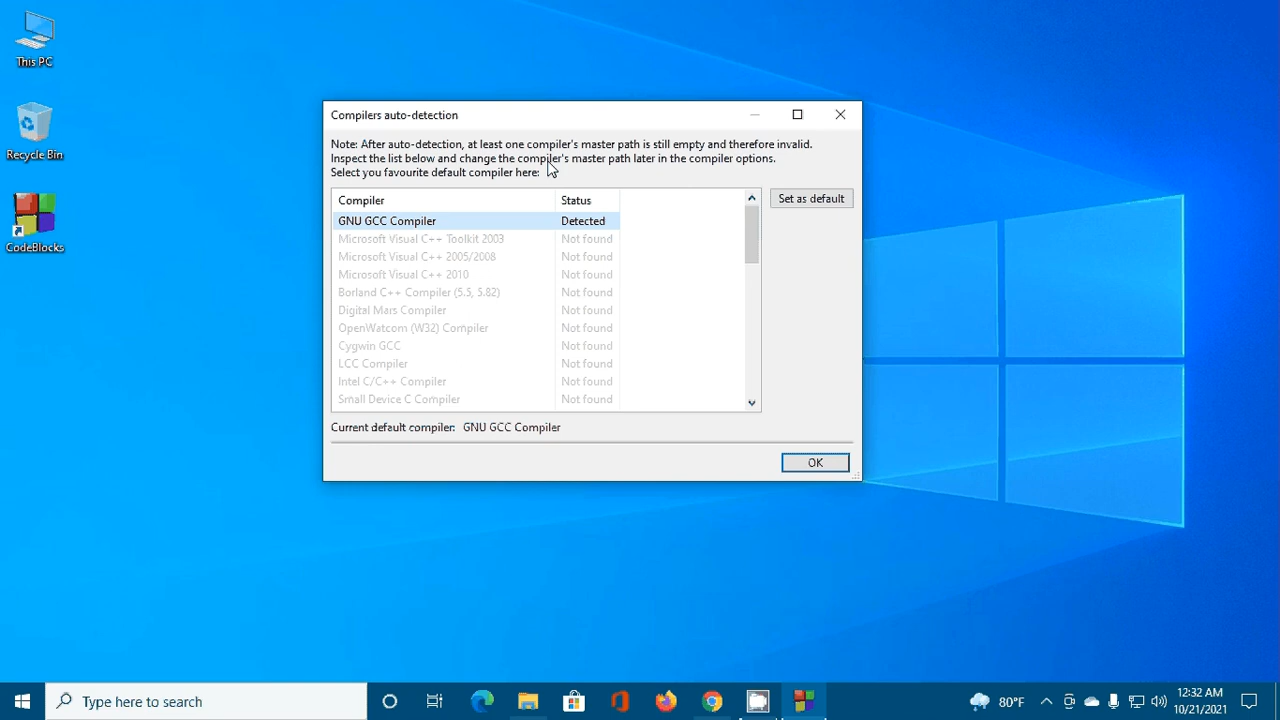 This PC
Recycle Bin
CodeBlocks
Compilers auto-detection
Note: After auto-detection, at least one compiler's master path is still empty and therefore invalid.
Inspect the list below and change the compiler's master path later in the compiler options.
Select you favourite default compiler here:
Compiler Status
Set as default
GNU GCC Compiler Detected
Microsoft Visual C++ Toolkit 2003 Not found
Microsoft Visual C++ 2005/2008 Not found
Microsoft Visual C++ 2010 Not found
Borland C++ Compiler (5.5, 5.82) Not found
Digital Mars Compiler Not found
OpenWatcom (W32) Compiler Not found
Cygwin GCC Not found
LCC Compiler Not found
Intel C/C++ Compiler Not found
Small Device C Compiler Not found
Current default compiler: GNU GCC Compiler
OK
Type here to search
80°F
12:32 AM
10/21/2021